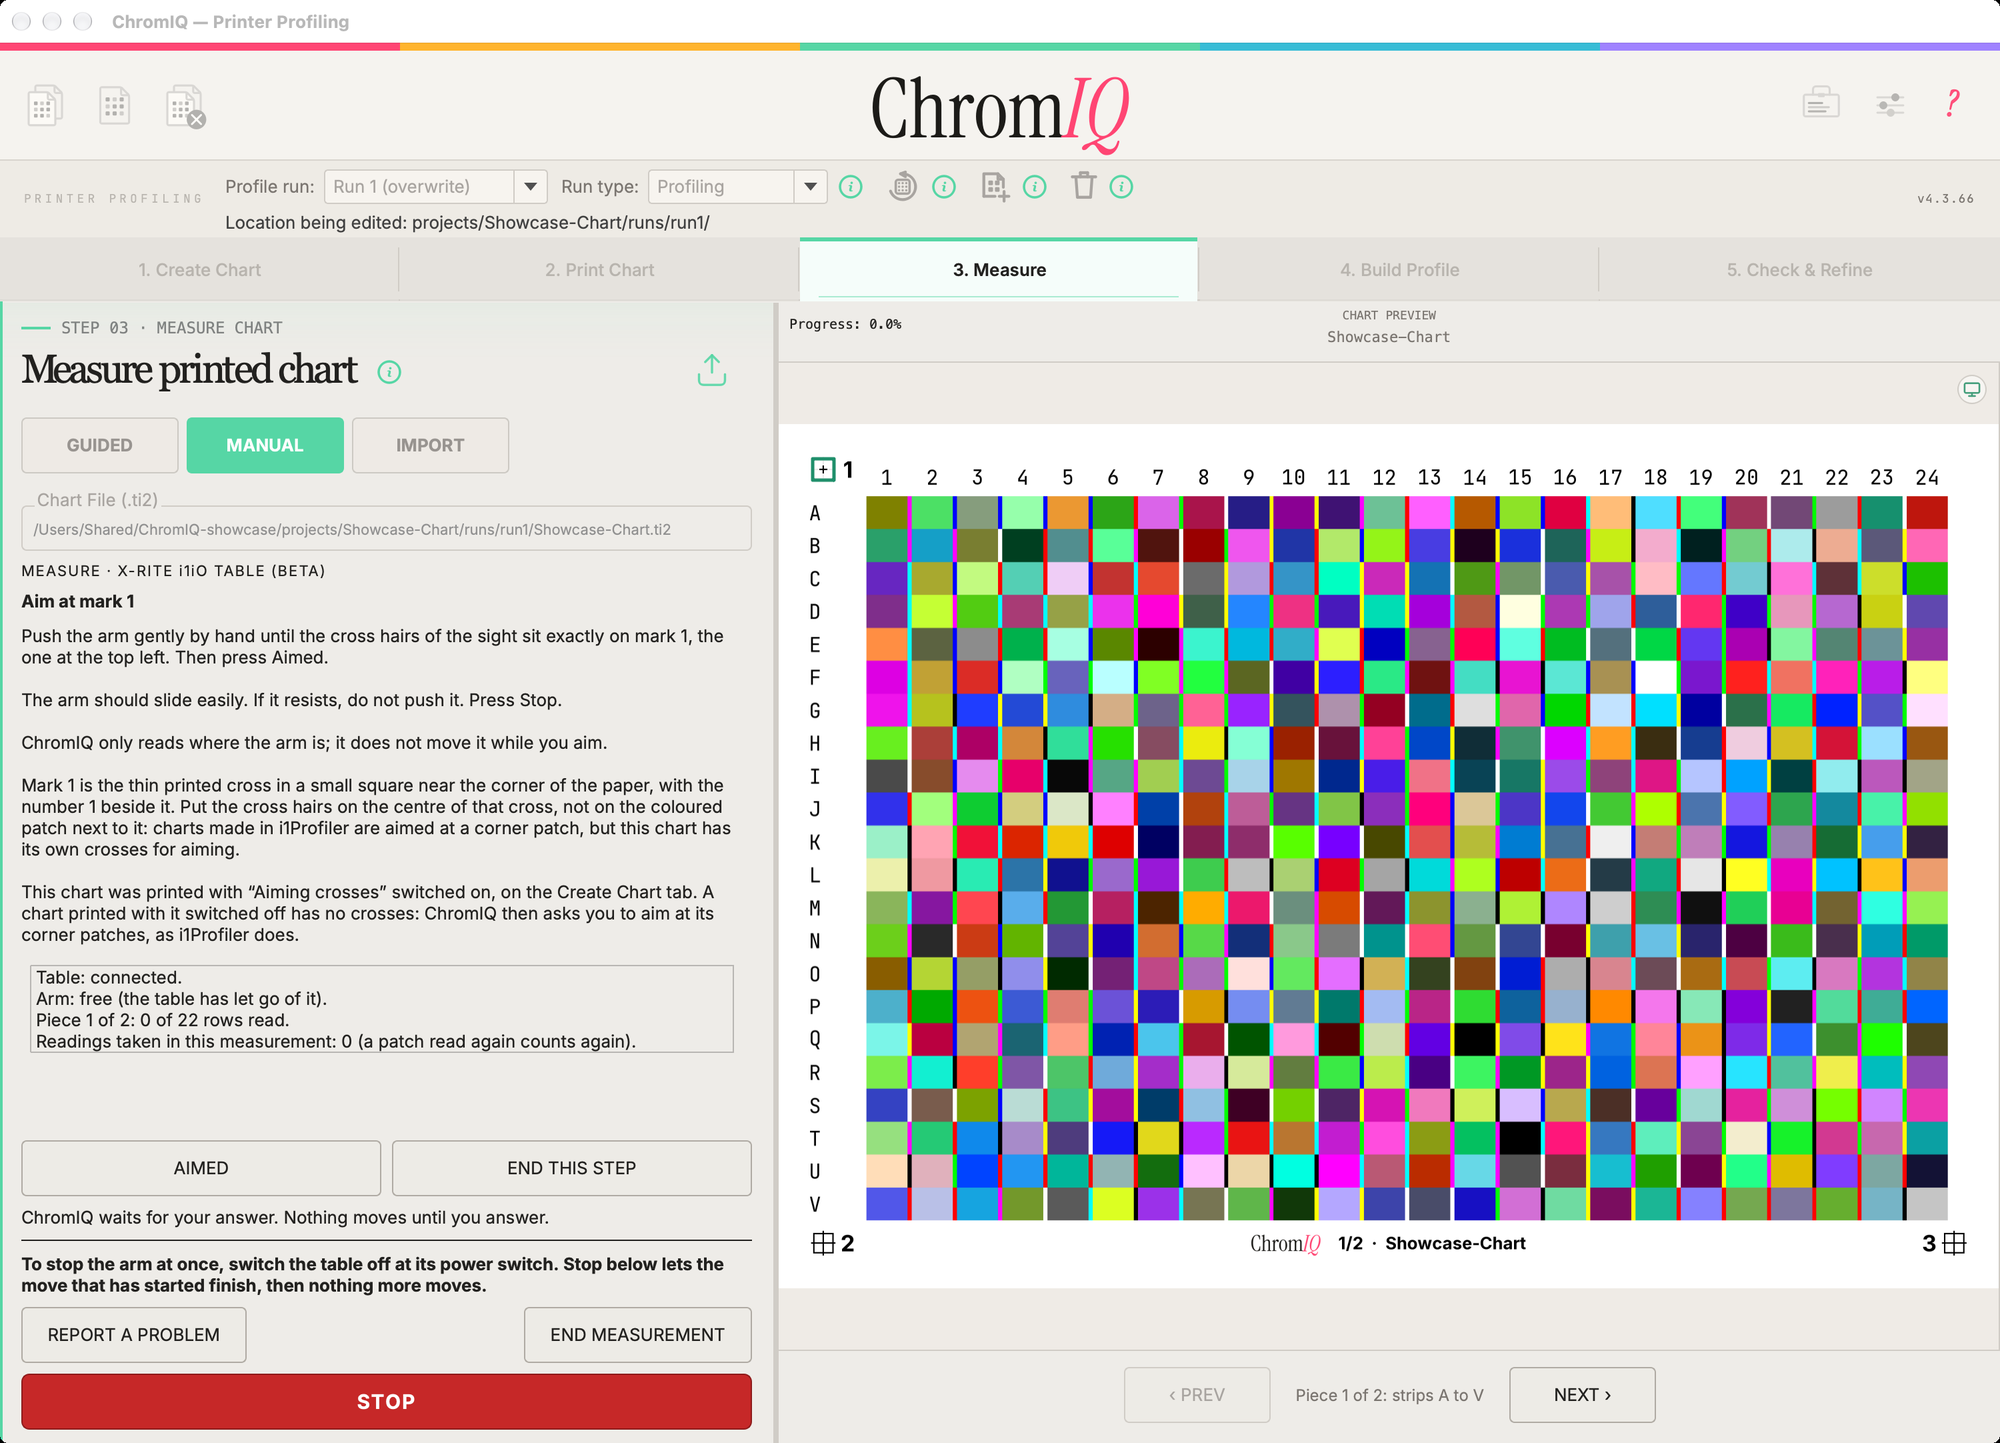 ChromIQ — Printer Profiling
ChromIQ
?
PRINTER PROFILING
Profile run: Run 1 (overwrite) Run type: Profiling
v4.3.66
Location being edited: projects/Showcase-Chart/runs/run1/
1. Create Chart 2. Print Chart 3. Measure 4. Build Profile 5. Check & Refine
STEP 03 · MEASURE CHART
Measure printed chart
GUIDED MANUAL IMPORT
Chart File (.ti2)
/Users/Shared/ChromIQ-showcase/projects/Showcase-Chart/runs/run1/Showcase-Chart.ti2
MEASURE · X-RITE i1iO TABLE (BETA)
Aim at mark 1
Push the arm gently by hand until the cross hairs of the sight sit exactly on mark 1, the
one at the top left. Then press Aimed.
The arm should slide easily. If it resists, do not push it. Press Stop.
ChromIQ only reads where the arm is; it does not move it while you aim.
Mark 1 is the thin printed cross in a small square near the corner of the paper, with the
number 1 beside it. Put the cross hairs on the centre of that cross, not on the coloured
patch next to it: charts made in i1Profiler are aimed at a corner patch, but this chart has
its own crosses for aiming.
This chart was printed with “Aiming crosses” switched on, on the Create Chart tab. A
chart printed with it switched off has no crosses: ChromIQ then asks you to aim at its
corner patches, as i1Profiler does.
Table: connected.
Arm: free (the table has let go of it).
Piece 1 of 2: 0 of 22 rows read.
Readings taken in this measurement: 0 (a patch read again counts again).
AIMED END THIS STEP
ChromIQ waits for your answer. Nothing moves until you answer.
To stop the arm at once, switch the table off at its power switch. Stop below lets the
move that has started finish, then nothing more moves.
REPORT A PROBLEM END MEASUREMENT
STOP
Progress: 0.0%
CHART PREVIEW
Showcase-Chart
1
1 2 3 4 5 6 7 8 9 10 11 12 13 14 15 16 17 18 19 20 21 22 23 24
A
B
C
D
E
F
G
H
I
J
K
L
M
N
O
P
Q
R
S
T
U
V
2 ChromIQ 1/2 · Showcase-Chart 3
‹ PREV Piece 1 of 2: strips A to V NEXT ›